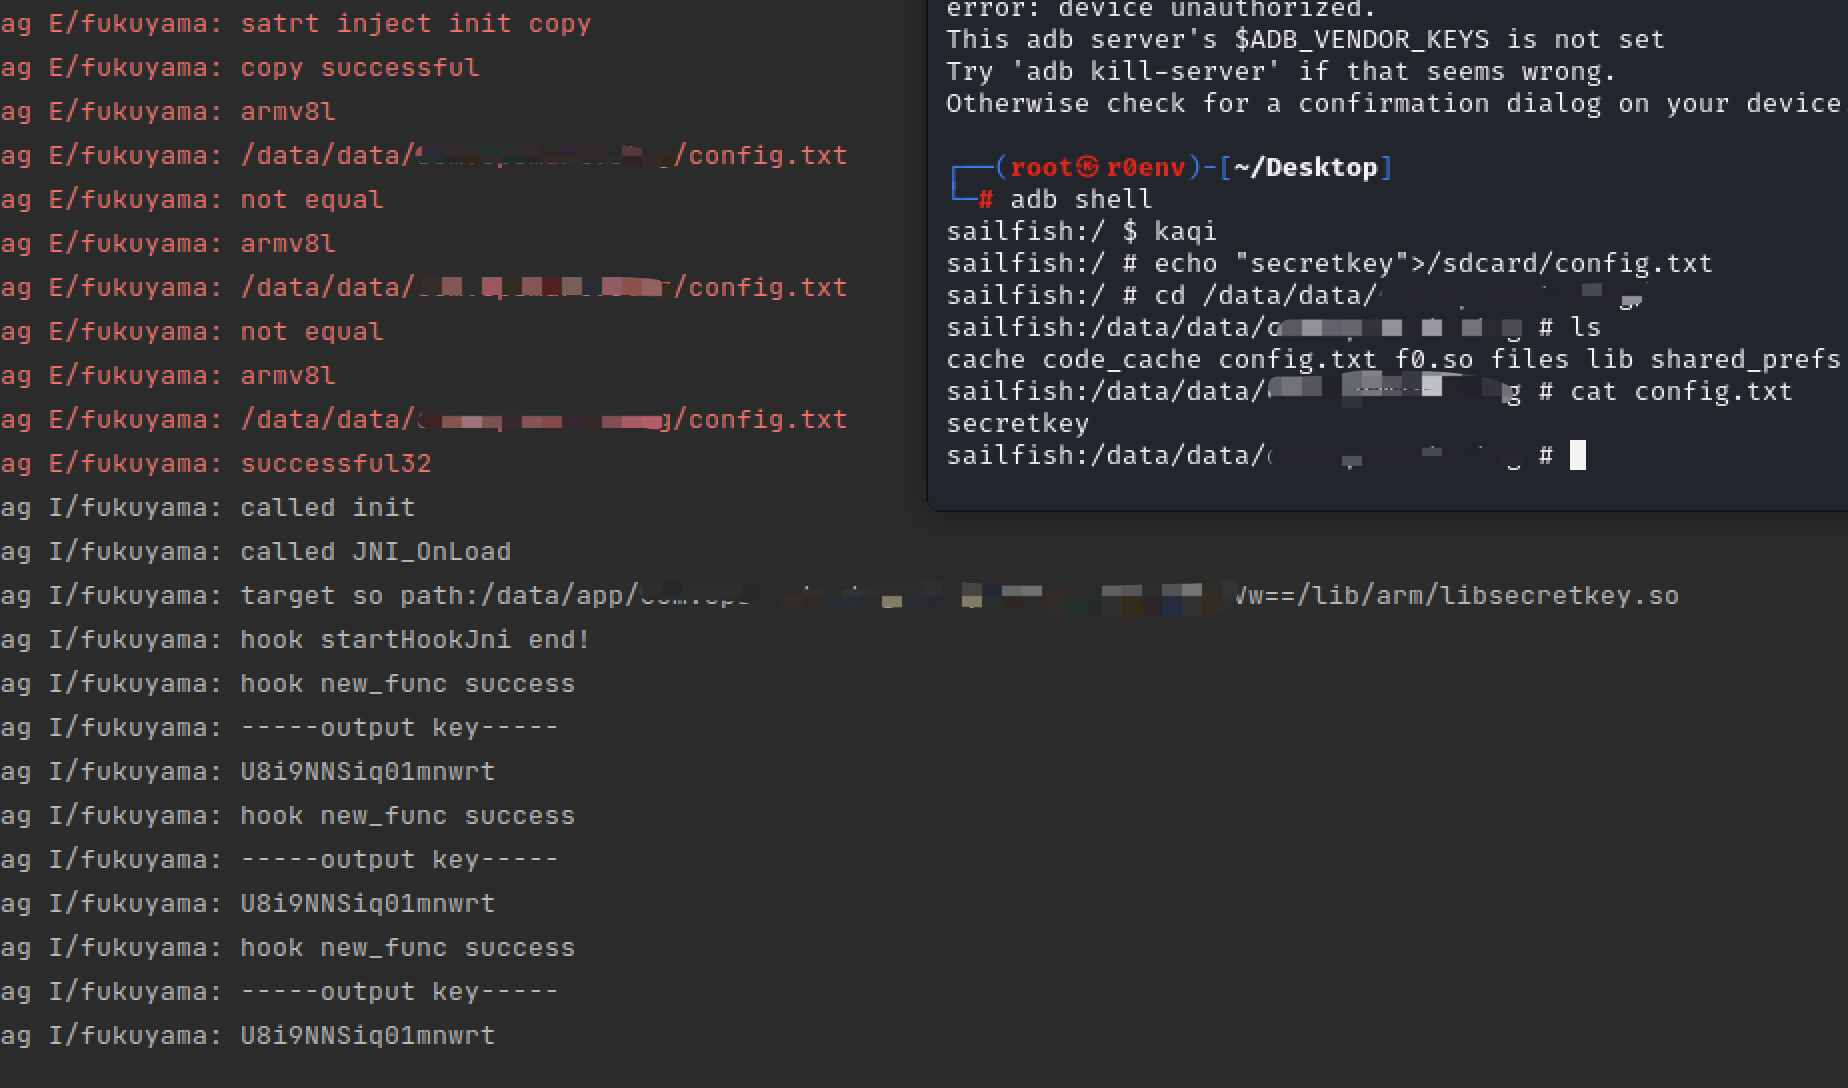 ag E/fukuyama: satrt inject init copy
ag E/fukuyama: copy successful
ag E/fukuyama: armv8l
ag E/fukuyama: /data/data/ /config.txt
ag E/fukuyama: not equal
ag E/fukuyama: armv8l
ag E/fukuyama: /data/data/ /config.txt
ag E/fukuyama: not equal
ag E/fukuyama: armv8l
ag E/fukuyama: /data/data/ g/config.txt
ag E/fukuyama: successful32
ag I/fukuyama: called init
ag I/fukuyama: called JNI_OnLoad
ag I/fukuyama: target so path:/data/app/ Vw==/lib/arm/libsecretkey.so
ag I/fukuyama: hook startHookJni end!
ag I/fukuyama: hook new_func success
ag I/fukuyama: -----output key-----
ag I/fukuyama: U8i9NNSiq01mnwrt
ag I/fukuyama: hook new_func success
ag I/fukuyama: -----output key-----
ag I/fukuyama: U8i9NNSiq01mnwrt
ag I/fukuyama: hook new_func success
ag I/fukuyama: -----output key-----
ag I/fukuyama: U8i9NNSiq01mnwrt
error: device unauthorized.
This adb server's $ADB_VENDOR_KEYS is not set
Try 'adb kill-server' if that seems wrong.
Otherwise check for a confirmation dialog on your device
┌──(root㉿r0env)-[~/Desktop]
└─# adb shell
sailfish:/ $ kaqi
sailfish:/ # echo "secretkey">/sdcard/config.txt
sailfish:/ # cd /data/data/
sailfish:/data/data/c g # ls
cache code_cache config.txt f0.so files lib shared_prefs
sailfish:/data/data/ g # cat config.txt
secretkey
sailfish:/data/data/ #